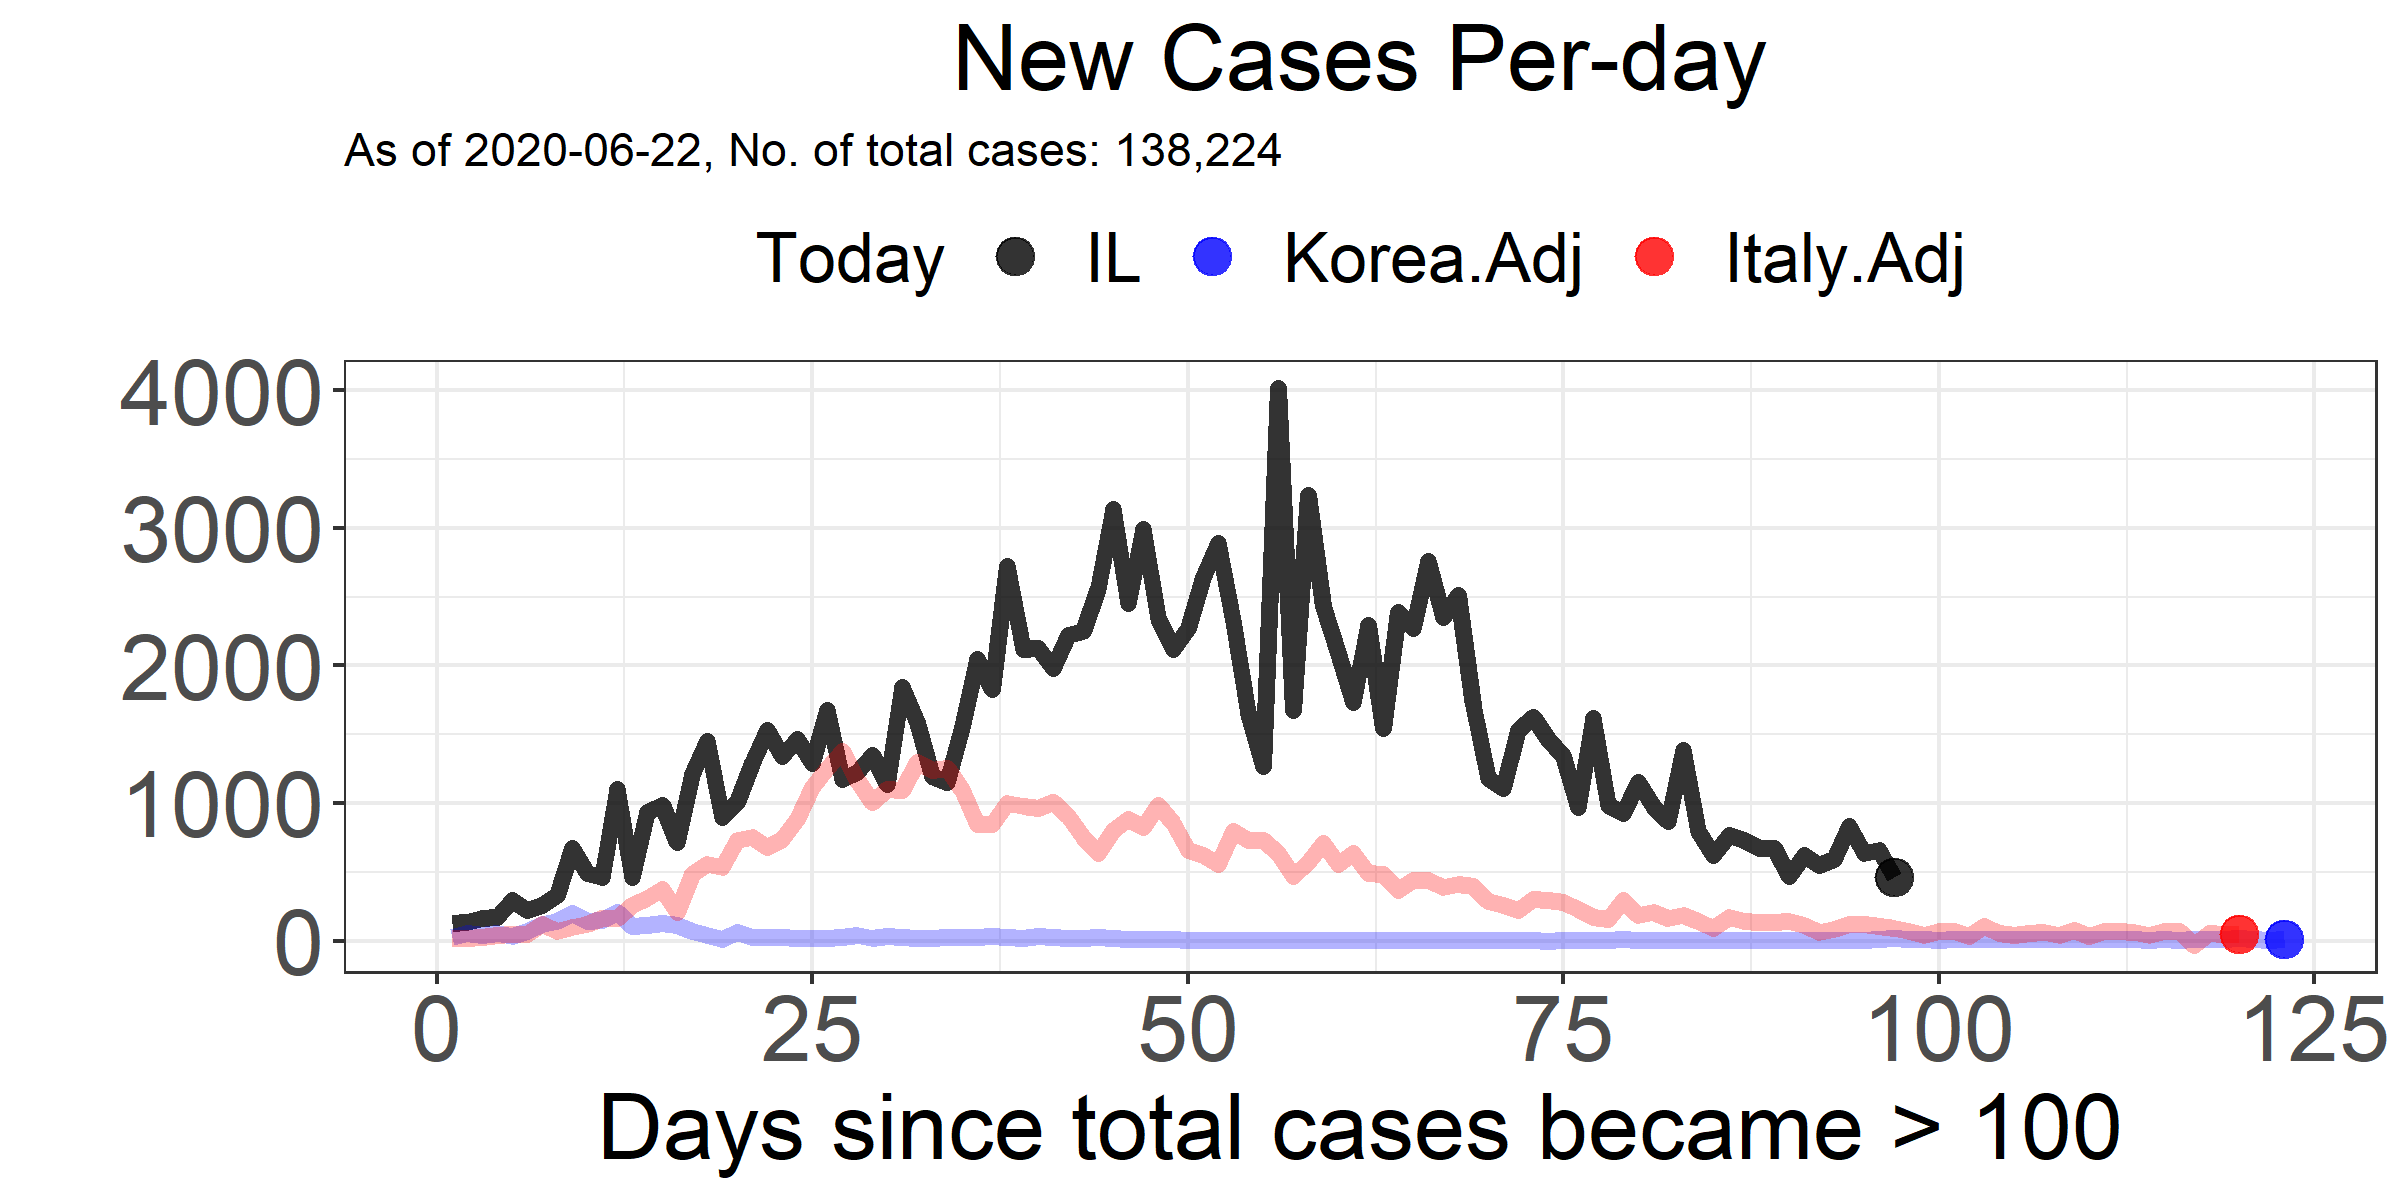 New Cases Per-day
As of 2020-06-22, No. of total cases: 138,224
Today IL Korea.Adj Italy.Adj
4000
3000
2000
1000
0
0 25 50 75 100 125
Days since total cases became > 100